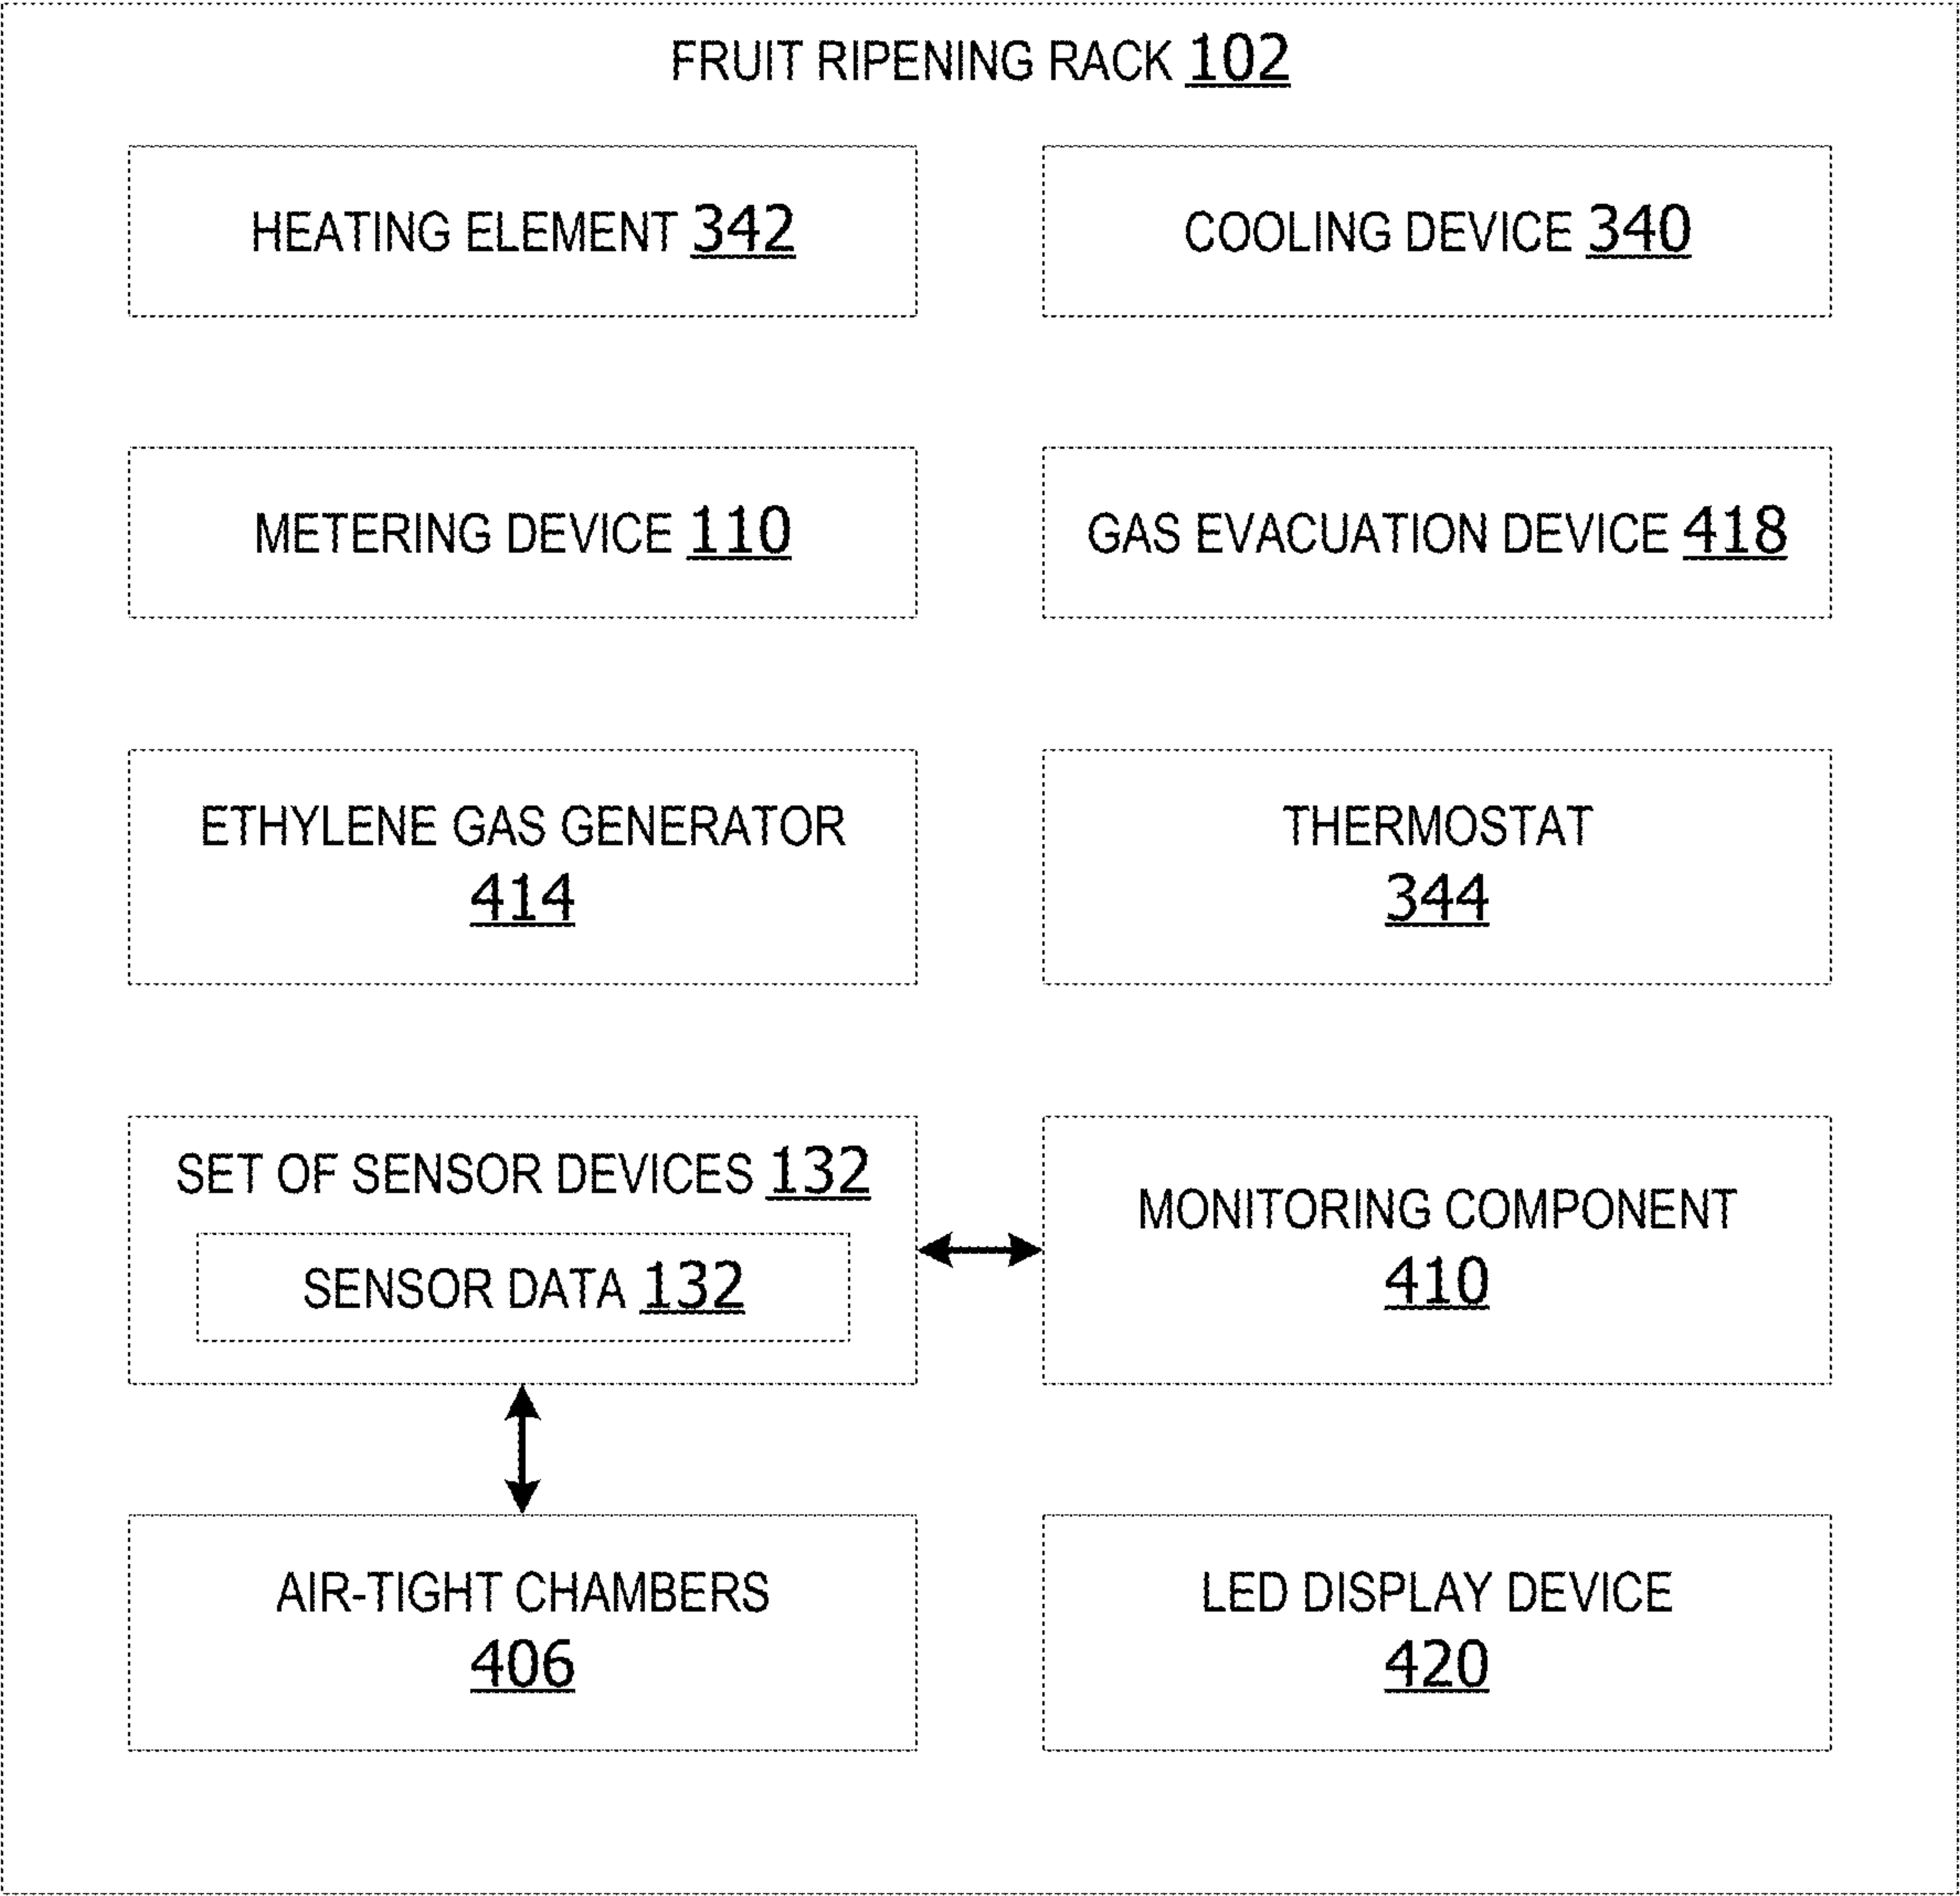 FRUIT RIPENING RACK 102
HEATING ELEMENT 342
COOLING DEVICE 340
METERING DEVICE 110
GAS EVACUATION DEVICE 418
ETHYLENE GAS GENERATOR
414
THERMOSTAT
344
SET OF SENSOR DEVICES 132
SENSOR DATA 132
MONITORING COMPONENT
410
AIR-TIGHT CHAMBERS
406
LED DISPLAY DEVICE
420